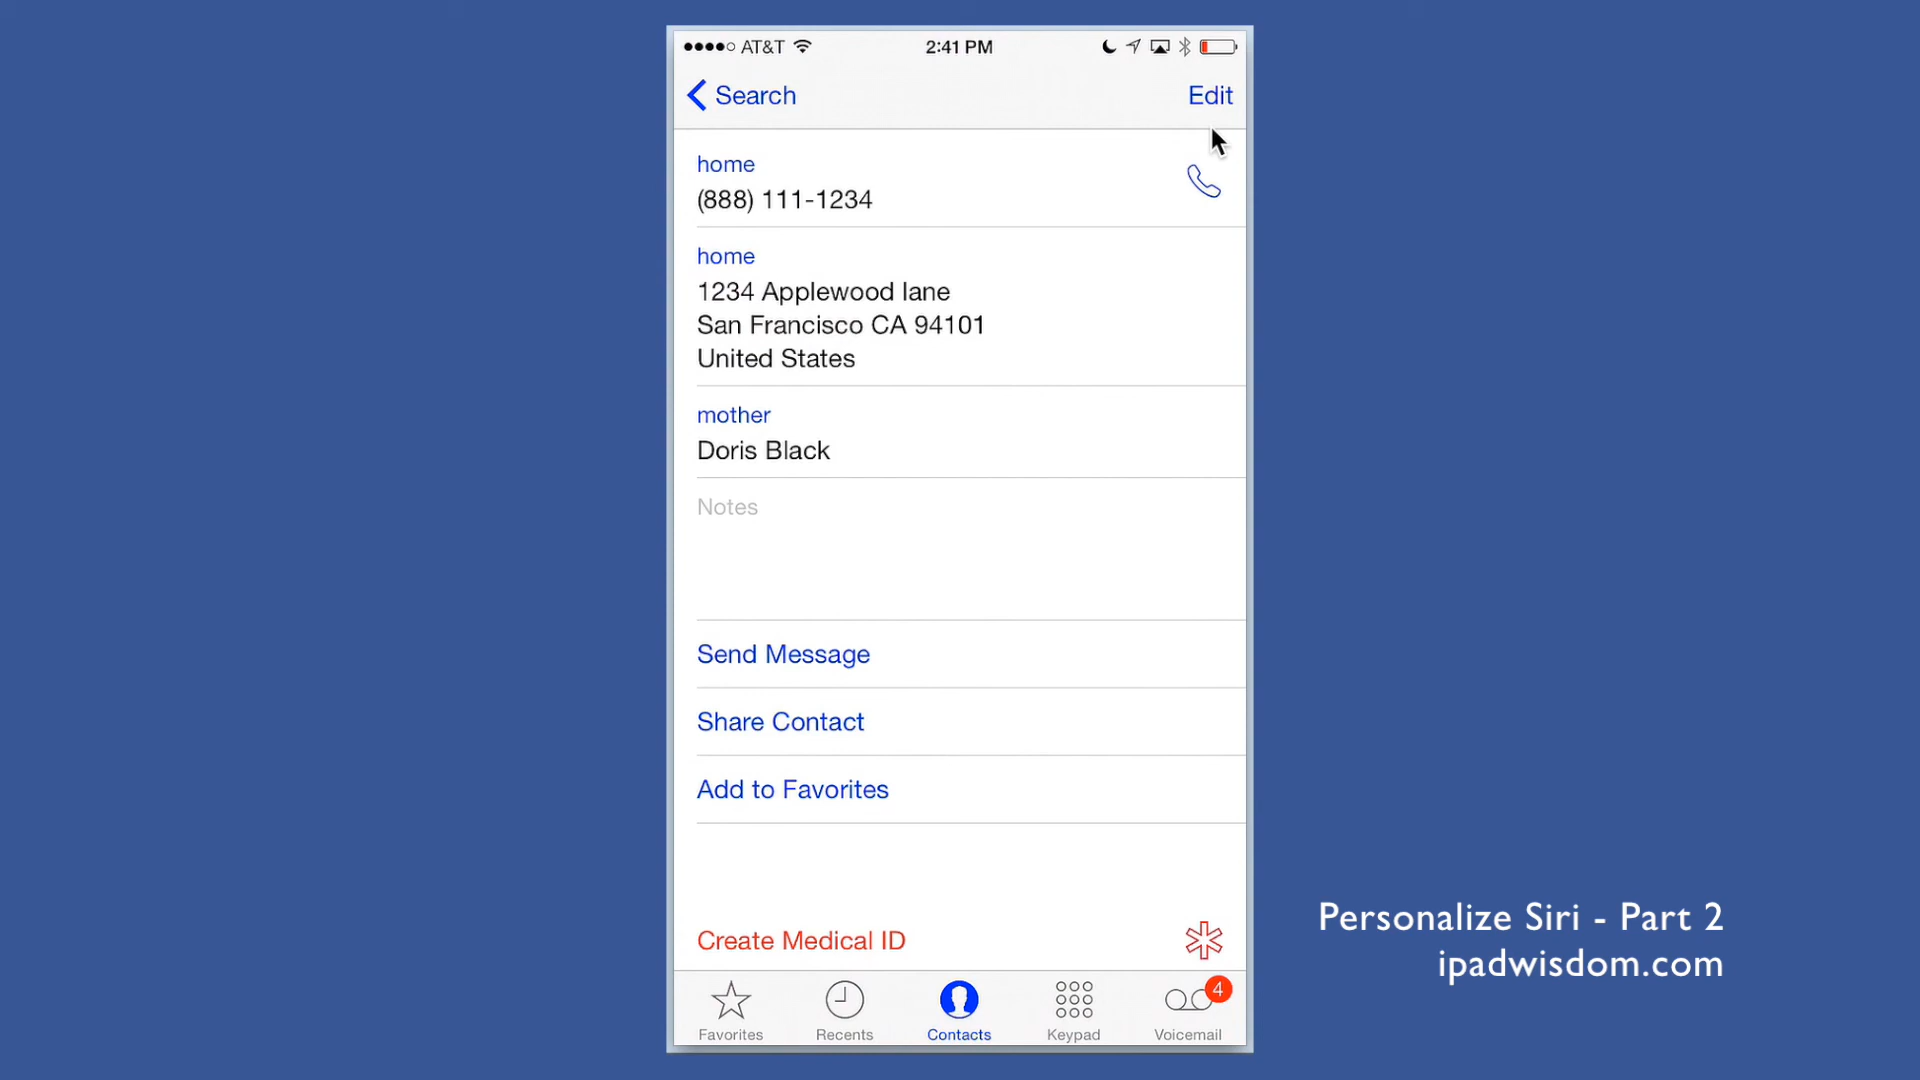 AT&T
2:41 PM
Search
Edit
home
(888) 111-1234
home
1234 Applewood lane
San Francisco CA 94101
United States
mother
Doris Black
Notes
Send Message
Share Contact
Add to Favorites
Create Medical ID
4
Favorites
Recents
Contacts
Keypad
Voicemail
Personalize Siri - Part 2
ipadwisdom.com